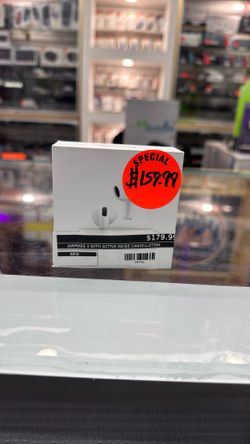 SPECIAL
$159.99
$179.99
AIRPODS 4 WITH ACTIVE NOISE CANCELLATION
NEW